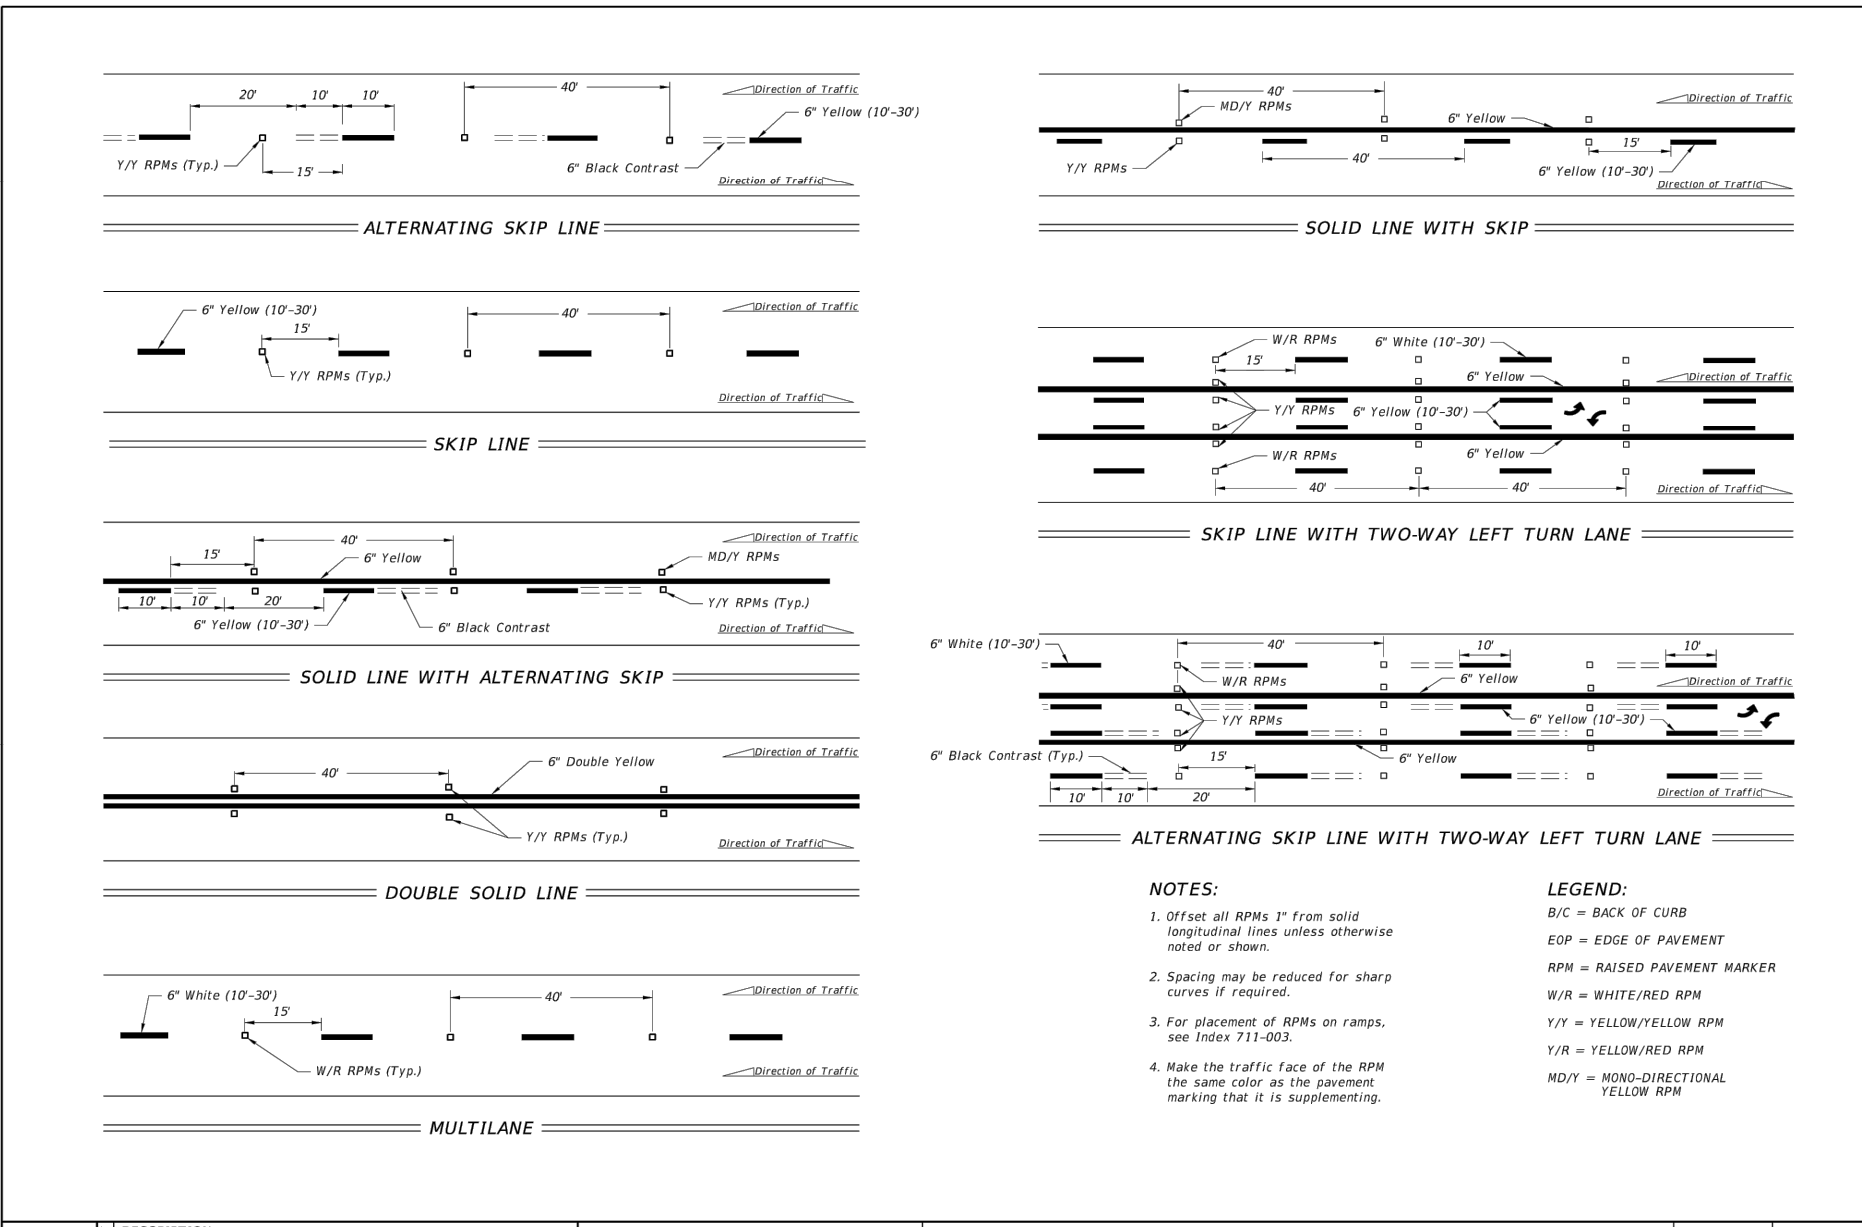 20'
10'
10'
40'
Direction of Traffic
6" Yellow (10'-30')
Y/Y RPMs (Typ.)
15'
6" Black Contrast
Direction of Traffic
ALTERNATING SKIP LINE
6" Yellow (10'-30')
15'
40'
Direction of Traffic
Y/Y RPMs (Typ.)
Direction of Traffic
SKIP LINE
15'
40'
6" Yellow
Direction of Traffic
MD/Y RPMs
10'
10'
20'
6" Yellow (10'-30')
6" Black Contrast
Y/Y RPMs (Typ.)
Direction of Traffic
SOLID LINE WITH ALTERNATING SKIP
40'
6" Double Yellow
Direction of Traffic
Y/Y RPMs (Typ.)
Direction of Traffic
DOUBLE SOLID LINE
6" White (10'-30')
15'
40'
Direction of Traffic
W/R RPMs (Typ.)
Direction of Traffic
MULTILANE
40'
MD/Y RPMs
6" Yellow
Direction of Traffic
Y/Y RPMs
40'
15'
6" Yellow (10'-30')
Direction of Traffic
SOLID LINE WITH SKIP
W/R RPMs
6" White (10'-30')
15'
6" Yellow
Direction of Traffic
Y/Y RPMs
6" Yellow (10'-30')
W/R RPMs
6" Yellow
40'
40'
Direction of Traffic
SKIP LINE WITH TWO-WAY LEFT TURN LANE
6" White (10'-30')
40'
10'
10'
W/R RPMs
6" Yellow
Direction of Traffic
Y/Y RPMs
6" Yellow (10'-30')
6" Black Contrast (Typ.)
15'
6" Yellow
10'
10'
20'
Direction of Traffic
ALTERNATING SKIP LINE WITH TWO-WAY LEFT TURN LANE
NOTES:
1. Offset all RPMs 1" from solid
longitudinal lines unless otherwise
noted or shown.
2. Spacing may be reduced for sharp
curves if required.
3. For placement of RPMs on ramps,
see Index 711-003.
4. Make the traffic face of the RPM
the same color as the pavement
marking that it is supplementing.
LEGEND:
B/C = BACK OF CURB
EOP = EDGE OF PAVEMENT
RPM = RAISED PAVEMENT MARKER
W/R = WHITE/RED RPM
Y/Y = YELLOW/YELLOW RPM
Y/R = YELLOW/RED RPM
MD/Y = MONO-DIRECTIONAL
YELLOW RPM